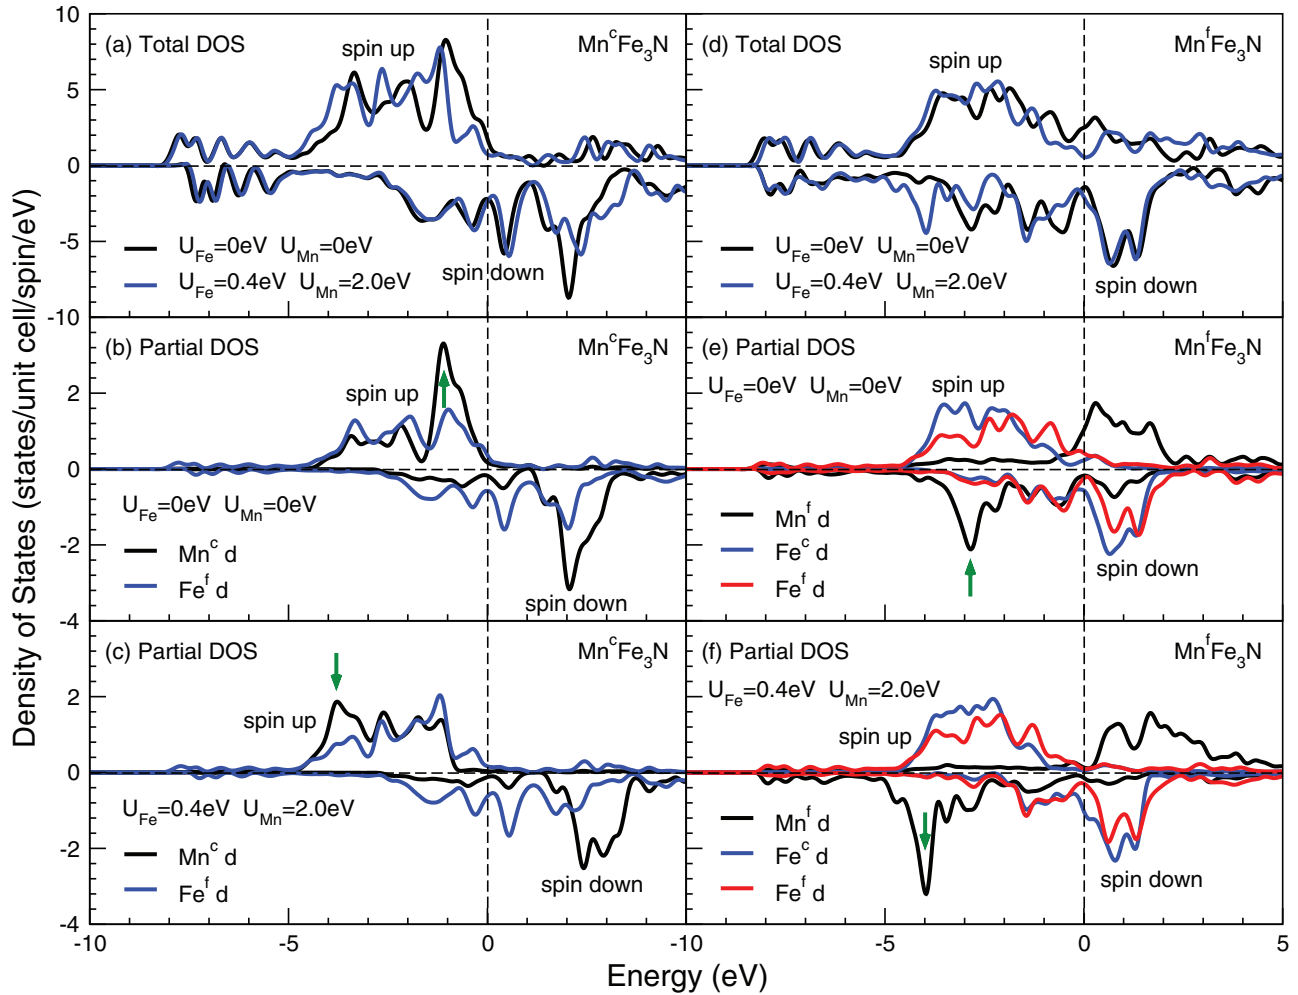 Density of States (states/unit cell/spin/eV)
(a) Total DOS
spin up
Mn^cFe₃N
10
5
0
-5
-10
U_Fe=0eV U_Mn=0eV
U_Fe=0.4eV U_Mn=2.0eV
spin down
(d) Total DOS
spin up
Mn^fFe₃N
U_Fe=0eV U_Mn=0eV
U_Fe=0.4eV U_Mn=2.0eV
spin down
(b) Partial DOS
Mn^cFe₃N
spin up
2
0
-2
-4
U_Fe=0eV U_Mn=0eV
Mn^c d
Fe^f d
spin down
(e) Partial DOS
Mn^fFe₃N
U_Fe=0eV U_Mn=0eV
spin up
Mn^f d
Fe^c d
Fe^f d
spin down
(c) Partial DOS
Mn^cFe₃N
spin up
2
0
-2
-4
U_Fe=0.4eV U_Mn=2.0eV
Mn^c d
Fe^f d
spin down
(f) Partial DOS
Mn^fFe₃N
U_Fe=0.4eV U_Mn=2.0eV
spin up
Mn^f d
Fe^c d
Fe^f d
spin down
-10 -5 0 -10 -5 0 5
Energy (eV)